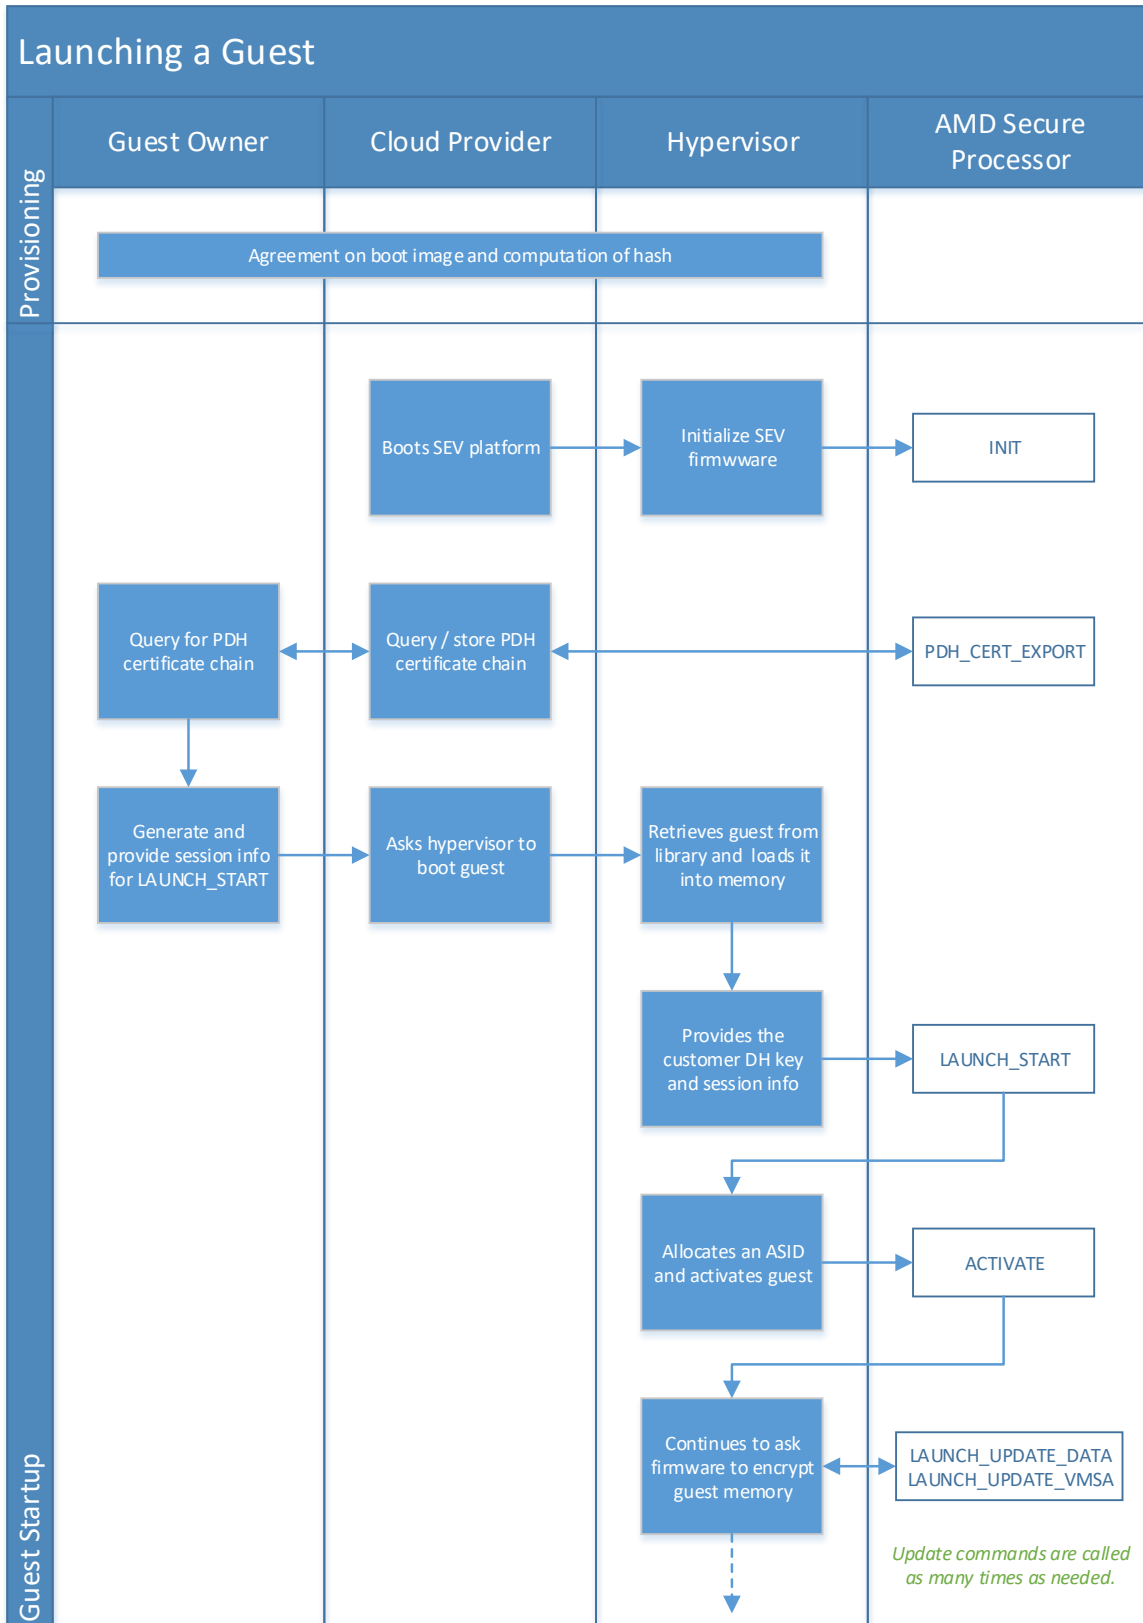 Launching a Guest
Guest Owner
Cloud Provider
Hypervisor
AMD Secure
Processor
Provisioning
Agreement on boot image and computation of hash
Boots SEV platform
Initialize SEV
firmwware
INIT
Query for PDH
certificate chain
Query / store PDH
certificate chain
PDH_CERT_EXPORT
Generate and
provide session info
for LAUNCH_START
Asks hypervisor to
boot guest
Retrieves guest from
library and loads it
into memory
Provides the
customer DH key
and session info
LAUNCH_START
Allocates an ASID
and activates guest
ACTIVATE
Continues to ask
firmware to encrypt
guest memory
LAUNCH_UPDATE_DATA
LAUNCH_UPDATE_VMSA
Update commands are called
as many times as needed.
Guest Startup